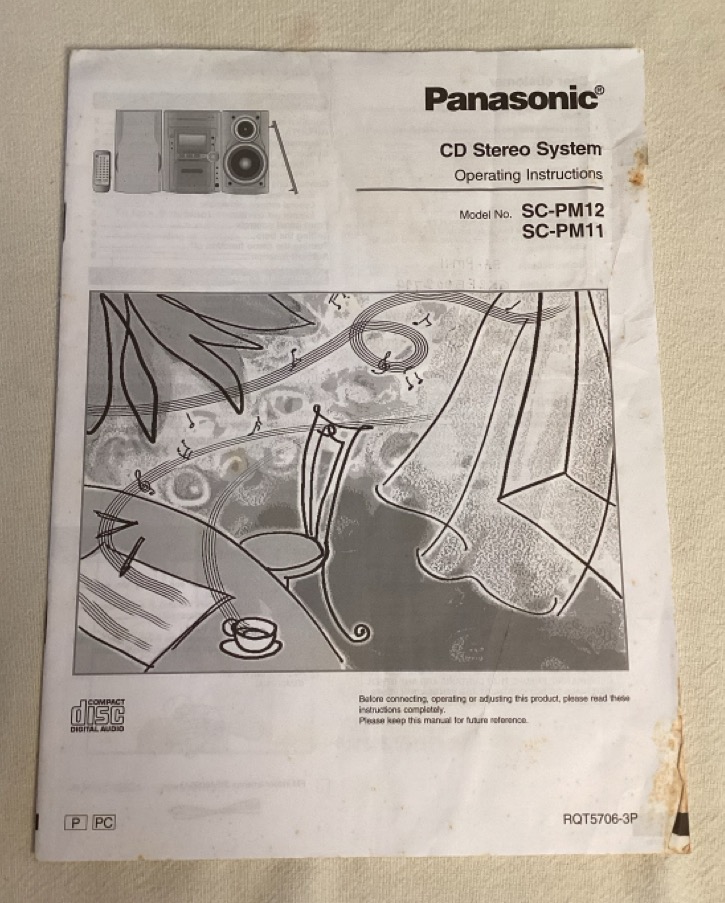 Panasonic®
CD Stereo System
Operating Instructions
Model No. SC-PM12
SC-PM11
COMPACT
disc
DIGITAL AUDIO
Before connecting, operating or adjusting this product, please read these
instructions completely.
Please keep this manual for future reference.
P PC
RQT5706-3P